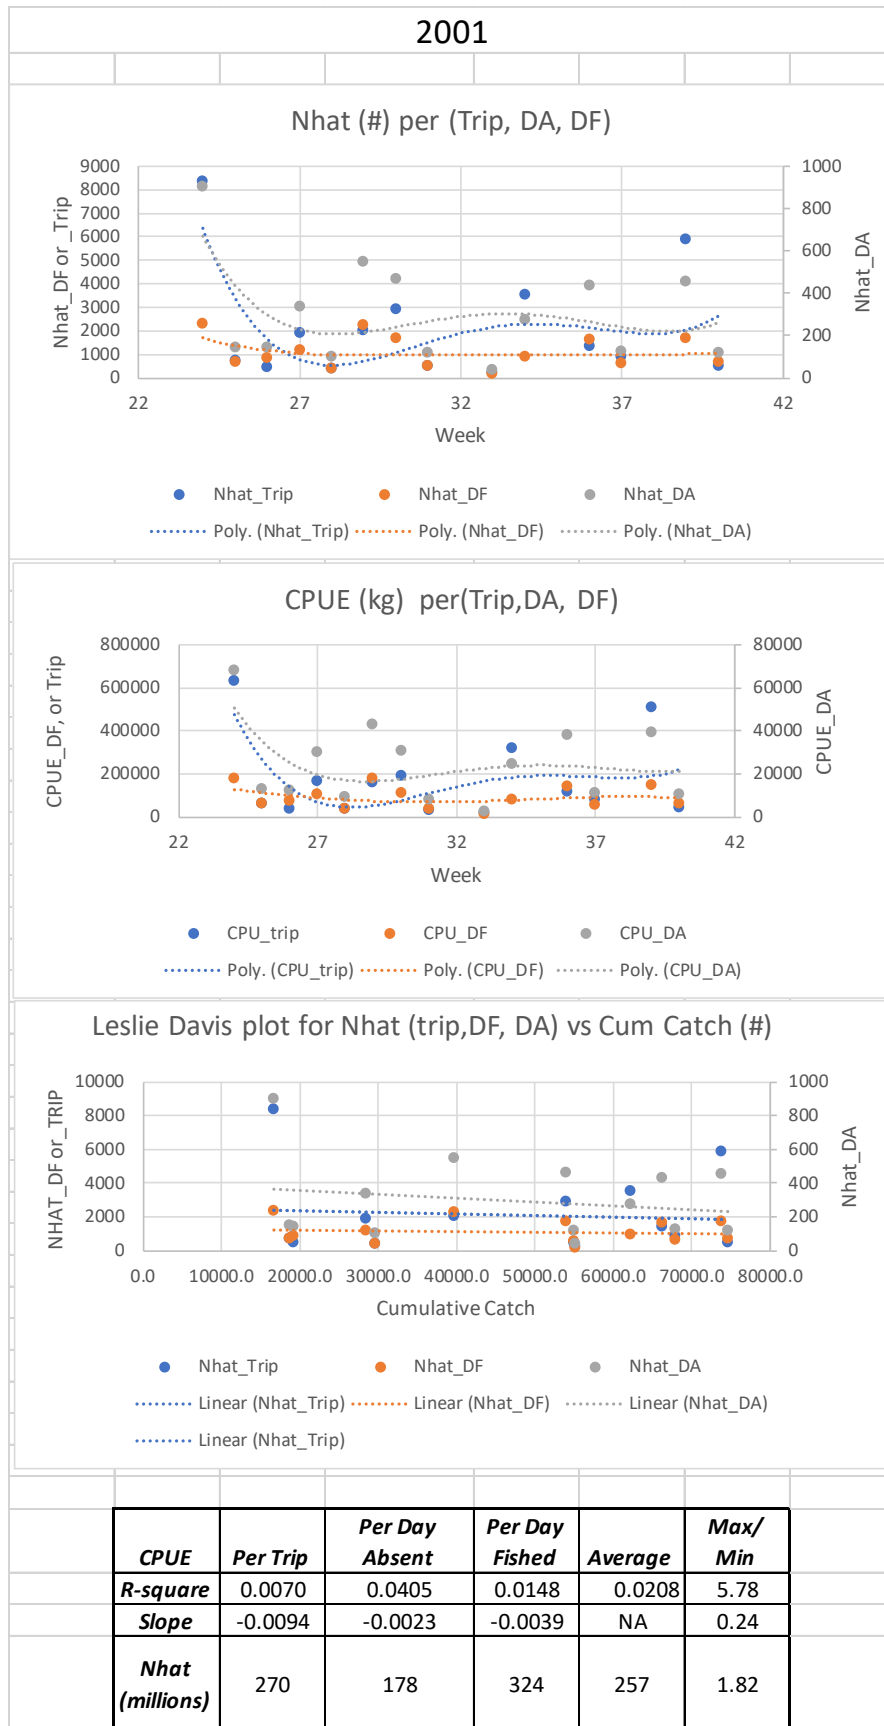 2001
Nhat (#) per (Trip, DA, DF)
9000
8000
7000
6000
5000
4000
3000
2000
1000
0
Nhat_DF or _Trip
1000
800
600
400
200
0
Nhat_DA
22 27 32 37 42
Week
Nhat_Trip Nhat_DF Nhat_DA
Poly. (Nhat_Trip) Poly. (Nhat_DF) Poly. (Nhat_DA)
CPUE (kg) per(Trip,DA, DF)
800000
600000
400000
200000
0
CPUE_DF, or Trip
80000
60000
40000
20000
0
CPUE_DA
22 27 32 37 42
Week
CPU_trip CPU_DF CPU_DA
Poly. (CPU_trip) Poly. (CPU_DF) Poly. (CPU_DA)
Leslie Davis plot for Nhat (trip,DF, DA) vs Cum Catch (#)
10000
8000
6000
4000
2000
0
NHAT_DF or_TRIP
1000
800
600
400
200
0
Nhat_DA
0.0 10000.0 20000.0 30000.0 40000.0 50000.0 60000.0 70000.0 80000.0
Cumulative Catch
Nhat_Trip Nhat_DF Nhat_DA
Linear (Nhat_Trip) Linear (Nhat_DF) Linear (Nhat_DA)
Linear (Nhat_Trip)
CPUE Per Trip Per Day Absent Per Day Fished Average Max/ Min
R-square 0.0070 0.0405 0.0148 0.0208 5.78
Slope -0.0094 -0.0023 -0.0039 NA 0.24
Nhat (millions) 270 178 324 257 1.82